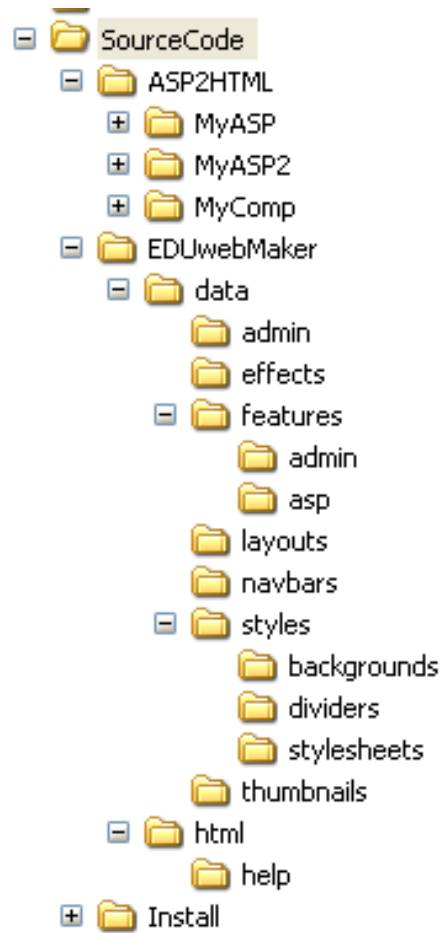 SourceCode
ASP2HTML
MyASP
MyASP2
MyComp
EDUwebMaker
data
admin
effects
features
admin
asp
layouts
navbars
styles
backgrounds
dividers
stylesheets
thumbnails
html
help
Install